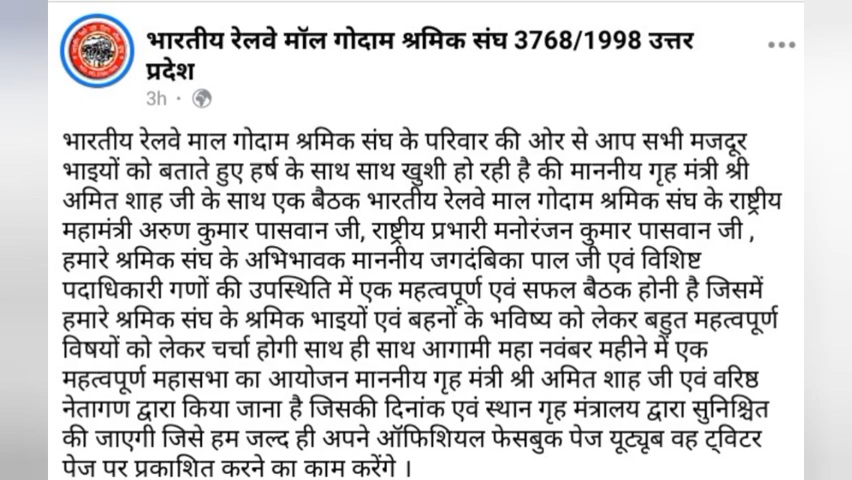 भारतीय रेलवे मॉल गोदाम श्रमिक संघ 3768/1998 उत्तर
प्रदेश
3h
भारतीय रेलवे माल गोदाम श्रमिक संघ के परिवार की ओर से आप सभी मजदूर
भाइयों को बताते हुए हर्ष के साथ साथ खुशी हो रही है की माननीय गृह मंत्री श्री
अमित शाह जी के साथ एक बैठक भारतीय रेलवे माल गोदाम श्रमिक संघ के राष्ट्रीय
महामंत्री अरुण कुमार पासवान जी, राष्ट्रीय प्रभारी मनोरंजन कुमार पासवान जी ,
हमारे श्रमिक संघ के अभिभावक माननीय जगदंबिका पाल जी एवं विशिष्ट
पदाधिकारी गणों की उपस्थिति में एक महत्वपूर्ण एवं सफल बैठक होनी है जिसमें
हमारे श्रमिक संघ के श्रमिक भाइयों एवं बहनों के भविष्य को लेकर बहुत महत्वपूर्ण
विषयों को लेकर चर्चा होगी साथ ही साथ आगामी महा नवंबर महीने में एक
महत्वपूर्ण महासभा का आयोजन माननीय गृह मंत्री श्री अमित शाह जी एवं वरिष्ठ
नेतागण द्वारा किया जाना है जिसकी दिनांक एवं स्थान गृह मंत्रालय द्वारा सुनिश्चित
की जाएगी जिसे हम जल्द ही अपने ऑफिशियल फेसबुक पेज यूट्यूब वह ट्विटर
पेज पर प्रकाशित करने का काम करेंगे ।